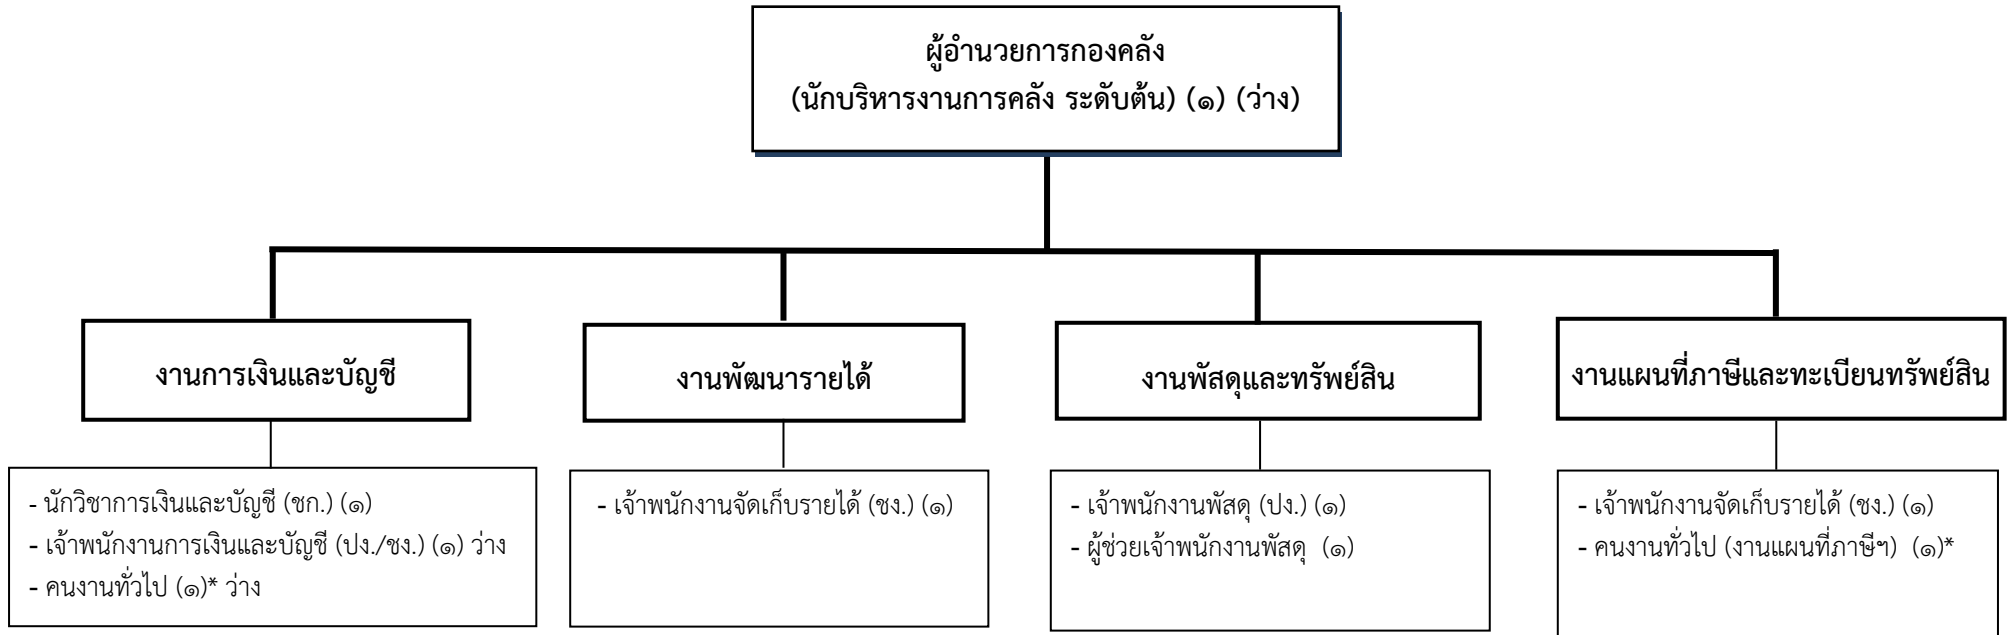 ผู้อำนวยการกองคลัง
(นักบริหารงานการคลัง ระดับต้น) (๑) (ว่าง)
งานการเงินและบัญชี
- นักวิชาการเงินและบัญชี (ชก.) (๑)
- เจ้าพนักงานการเงินและบัญชี (ปง./ชง.) (๑) ว่าง
- คนงานทั่วไป (๑)* ว่าง
งานพัฒนารายได้
- เจ้าพนักงานจัดเก็บรายได้ (ชง.) (๑)
งานพัสดุและทรัพย์สิน
- เจ้าพนักงานพัสดุ (ปง.) (๑)
- ผู้ช่วยเจ้าพนักงานพัสดุ (๑)
งานแผนที่ภาษีและทะเบียนทรัพย์สิน
- เจ้าพนักงานจัดเก็บรายได้ (ชง.) (๑)
- คนงานทั่วไป (งานแผนที่ภาษีฯ) (๑)*